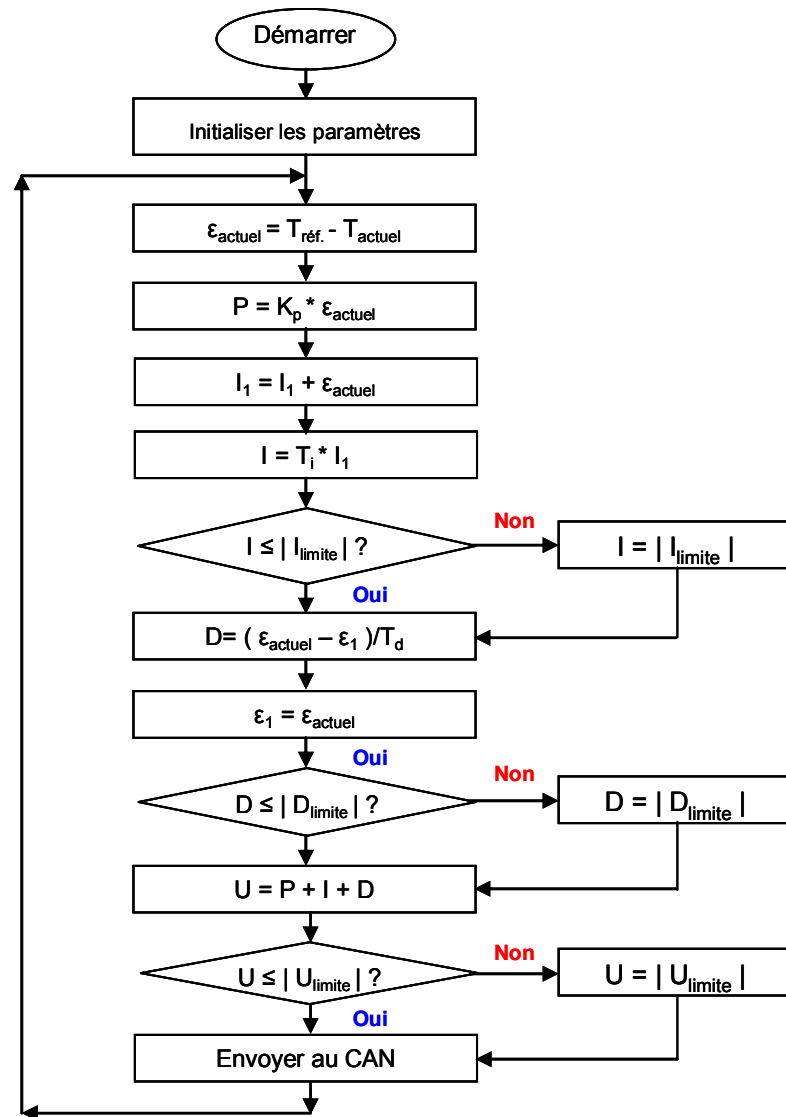 Démarrer
Initialiser les paramètres
εactuel = Tréf. - Tactuel
P = Kp * εactuel
I1 = I1 + εactuel
I = Ti * I1
I ≤ | Ilimite | ?
Non
I = | Ilimite |
Oui
D= ( εactuel – ε1 )/Td
ε1 = εactuel
Oui
D ≤ | Dlimite | ?
Non
D = | Dlimite |
U = P + I + D
U ≤ | Ulimite | ?
Non
U = | Ulimite |
Oui
Envoyer au CAN